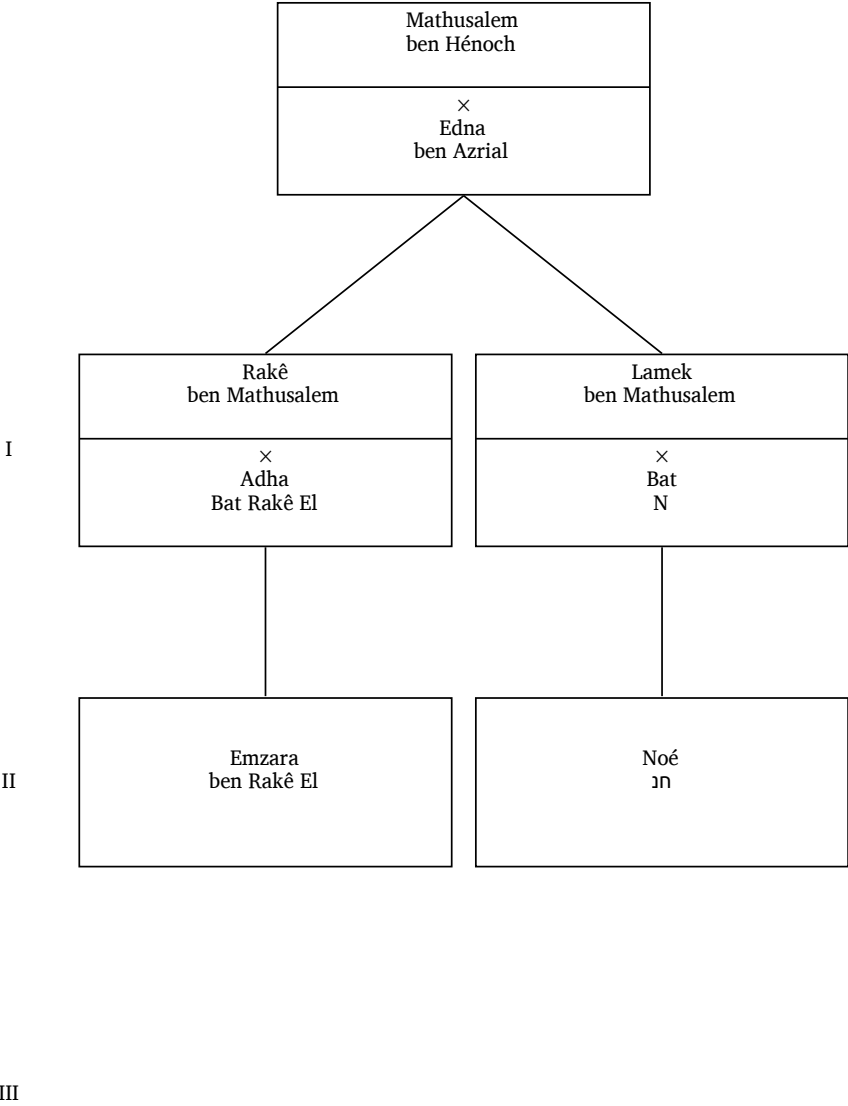 Mathusalem
ben Hénoch
×
Edna
ben Azrial
Rakê
ben Mathusalem
Lamek
ben Mathusalem
I
×
Adha
Bat Rakê El
×
Bat
N
II
Emzara
ben Rakê El
Noé
חנ
III